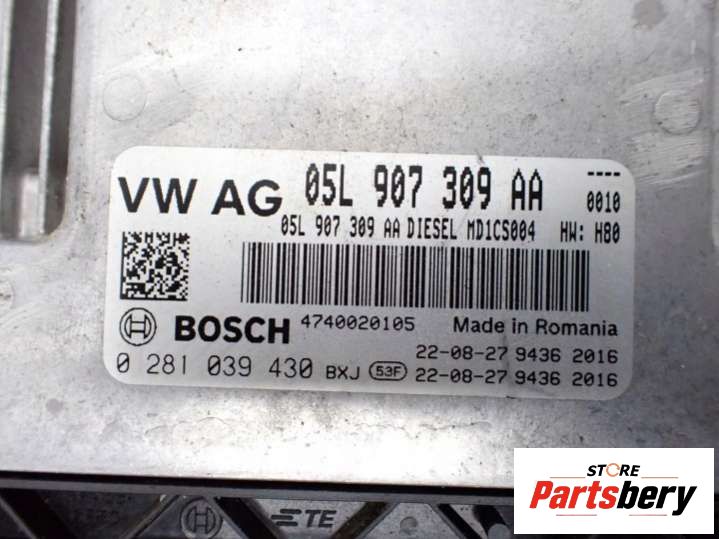 VW AG 05L 907 309 AA ----
0010
05L 907 309 AA DIESEL MD1CS004 HW: H80
BOSCH 4740020105 Made in Romania
22-08-27 9436 2016
0 281 039 430 BXJ 53F 22-08-27 9436 2016
TE
STORE
Partsbery